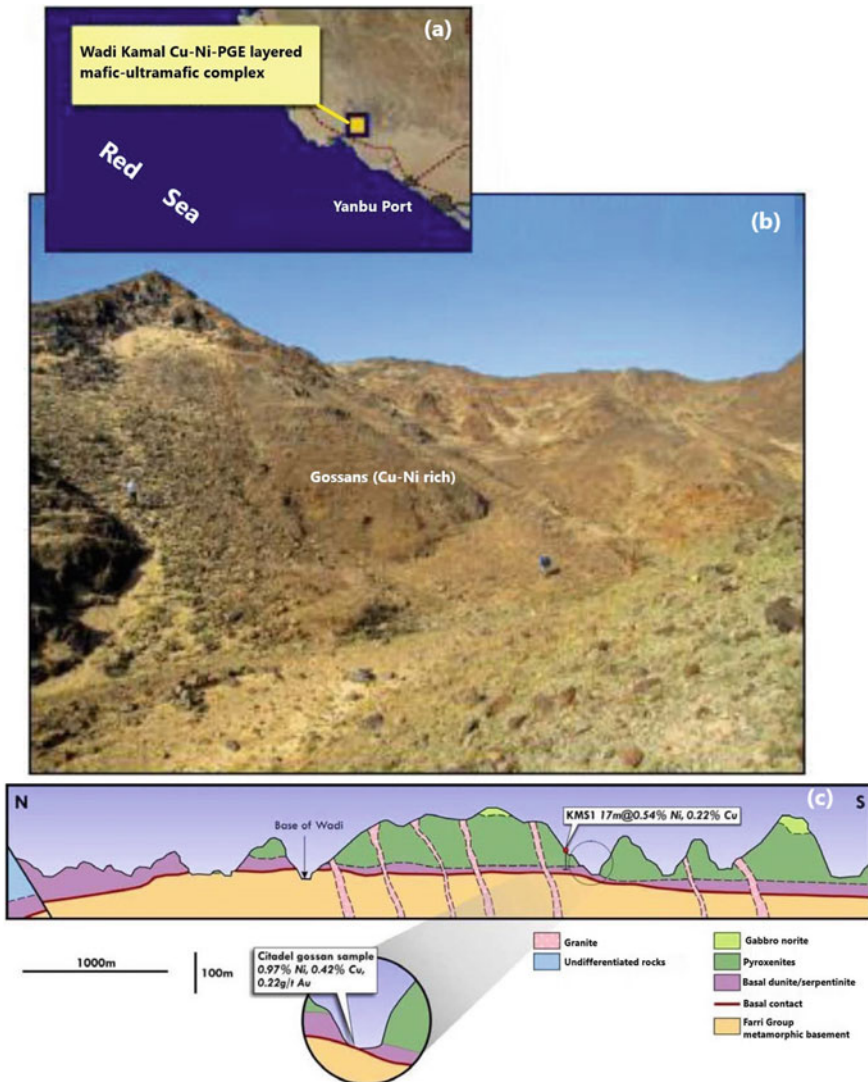 (a)
Wadi Kamal Cu-Ni-PGE layered
mafic-ultramafic complex
Red Sea
Yanbu Port
(b)
Gossans (Cu-Ni rich)
N
(c)
S
Base of Wadi
KMS1 17m@0.54% Ni, 0.22% Cu
1000m
100m
Citadel gossan sample
0.97% Ni, 0.42% Cu,
0.22g/t Au
Granite
Undifferentiated rocks
Gabbro norite
Pyroxenites
Basal dunite/serpentinite
Basal contact
Farri Group
metamorphic basement